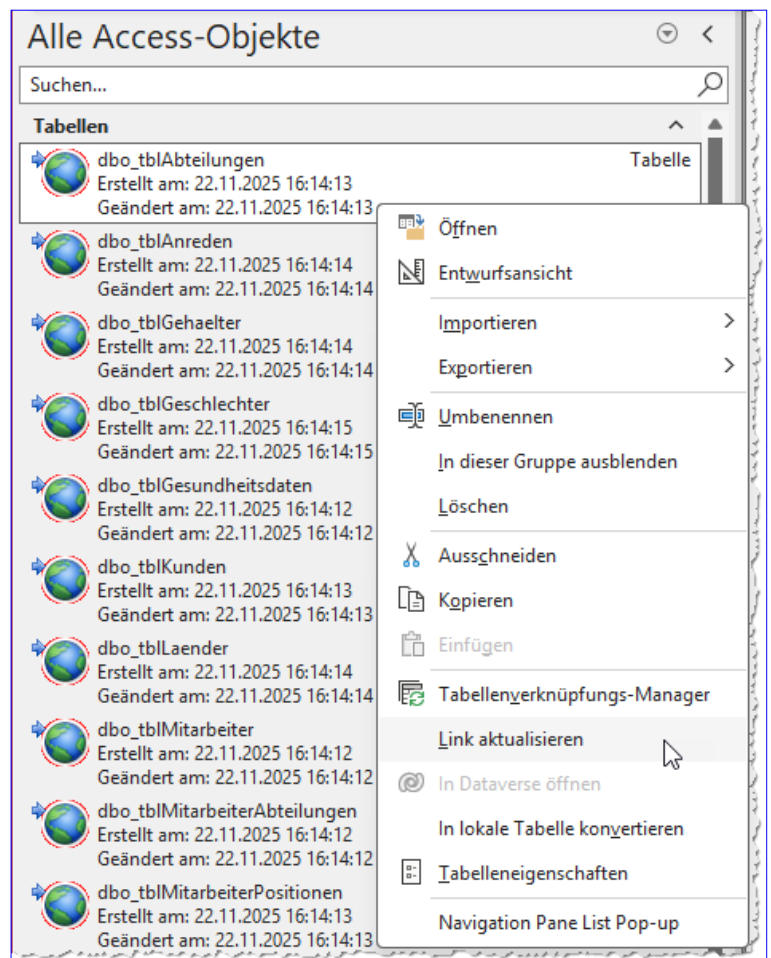 Alle Access-Objekte
Suchen...
Tabellen
dbo_tblAbteilungen Tabelle
Erstellt am: 22.11.2025 16:14:13
Geändert am: 22.11.2025 16:14:13
dbo_tblAnreden
Erstellt am: 22.11.2025 16:14:14
Geändert am: 22.11.2025 16:14:14
dbo_tblGehaelter
Erstellt am: 22.11.2025 16:14:14
Geändert am: 22.11.2025 16:14:14
dbo_tblGeschlechter
Erstellt am: 22.11.2025 16:14:15
Geändert am: 22.11.2025 16:14:15
dbo_tblGesundheitsdaten
Erstellt am: 22.11.2025 16:14:12
Geändert am: 22.11.2025 16:14:12
dbo_tblKunden
Erstellt am: 22.11.2025 16:14:13
Geändert am: 22.11.2025 16:14:13
dbo_tblLaender
Erstellt am: 22.11.2025 16:14:14
Geändert am: 22.11.2025 16:14:14
dbo_tblMitarbeiter
Erstellt am: 22.11.2025 16:14:12
Geändert am: 22.11.2025 16:14:12
dbo_tblMitarbeiterAbteilungen
Erstellt am: 22.11.2025 16:14:12
Geändert am: 22.11.2025 16:14:12
dbo_tblMitarbeiterPositionen
Erstellt am: 22.11.2025 16:14:13
Geändert am: 22.11.2025 16:14:13
Öffnen
Entwurfsansicht
Importieren
Exportieren
Umbenennen
In dieser Gruppe ausblenden
Löschen
Ausschneiden
Kopieren
Einfügen
Tabellenverknüpfungs-Manager
Link aktualisieren
In Dataverse öffnen
In lokale Tabelle konvertieren
Tabelleneigenschaften
Navigation Pane List Pop-up